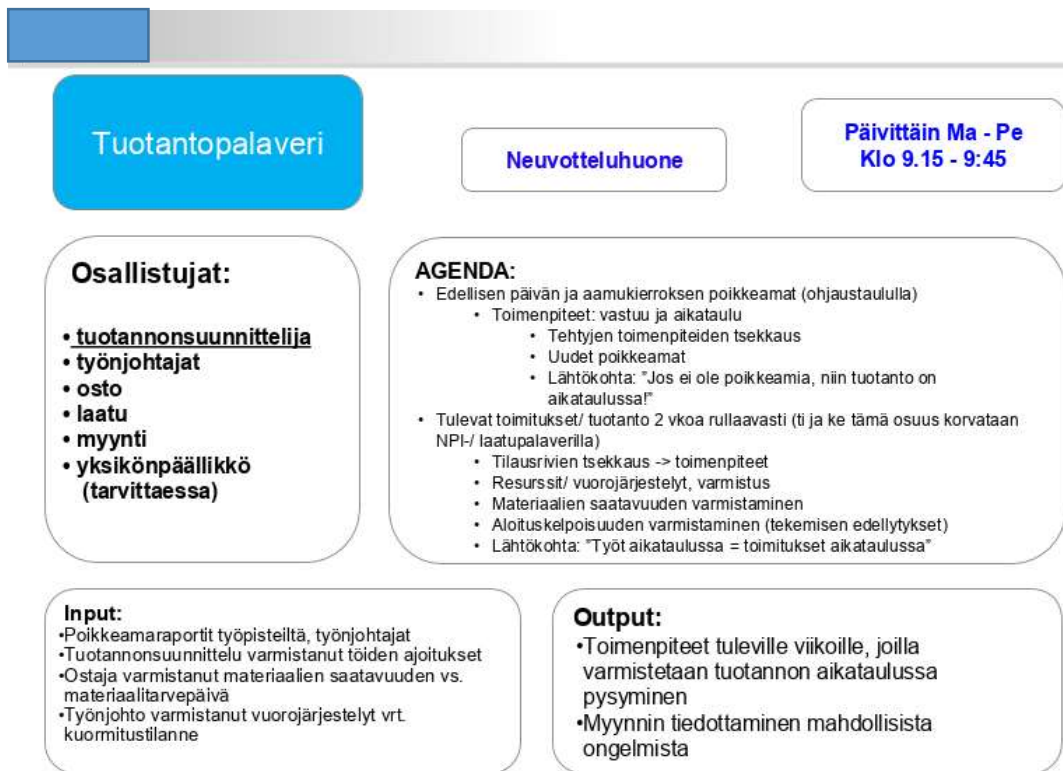 Tuotantopalaveri
Neuvotteluhuone
Päivittäin Ma - Pe
Klo 9.15 - 9:45
Osallistujat:
• tuotannonsuunnittelija
• työnjohtajat
• osto
• laatu
• myynti
• yksikönpäällikkö
(tarvittaessa)
AGENDA:
• Edellisen päivän ja aamukierroksen poikkeamat (ohjaustaululla)
• Toimenpiteet: vastuu ja aikataulu
• Tehtyjen toimenpiteiden tsekkaus
• Uudet poikkeamat
• Lähtökohta: ”Jos ei ole poikkeamia, niin tuotanto on
aikataulussa!”
• Tulevat toimitukset/ tuotanto 2 vkoa rullaavasti (ti ja ke tämä osuus korvataan
NPI-/ laatupalaverilla)
• Tilausrivien tsekkaus -> toimenpiteet
• Resurssit/ vuorojärjestelyt, varmistus
• Materiaalien saatavuuden varmistaminen
• Aloituskelpoisuuden varmistaminen (tekemisen edellytykset)
• Lähtökohta: ”Työt aikataulussa = toimitukset aikataulussa”
Input:
•Poikkeamaraportit työpisteiltä, työnjohtajat
•Tuotannonsuunnittelu varmistanut töiden ajoitukset
•Ostaja varmistanut materiaalien saatavuuden vs.
materiaalitarvepäivä
•Työnjohto varmistanut vuorojärjestelyt vrt.
kuormitustilanne
Output:
•Toimenpiteet tuleville viikoille, joilla
varmistetaan tuotannon aikataulussa
pysyminen
•Myynnin tiedottaminen mahdollisista
ongelmista